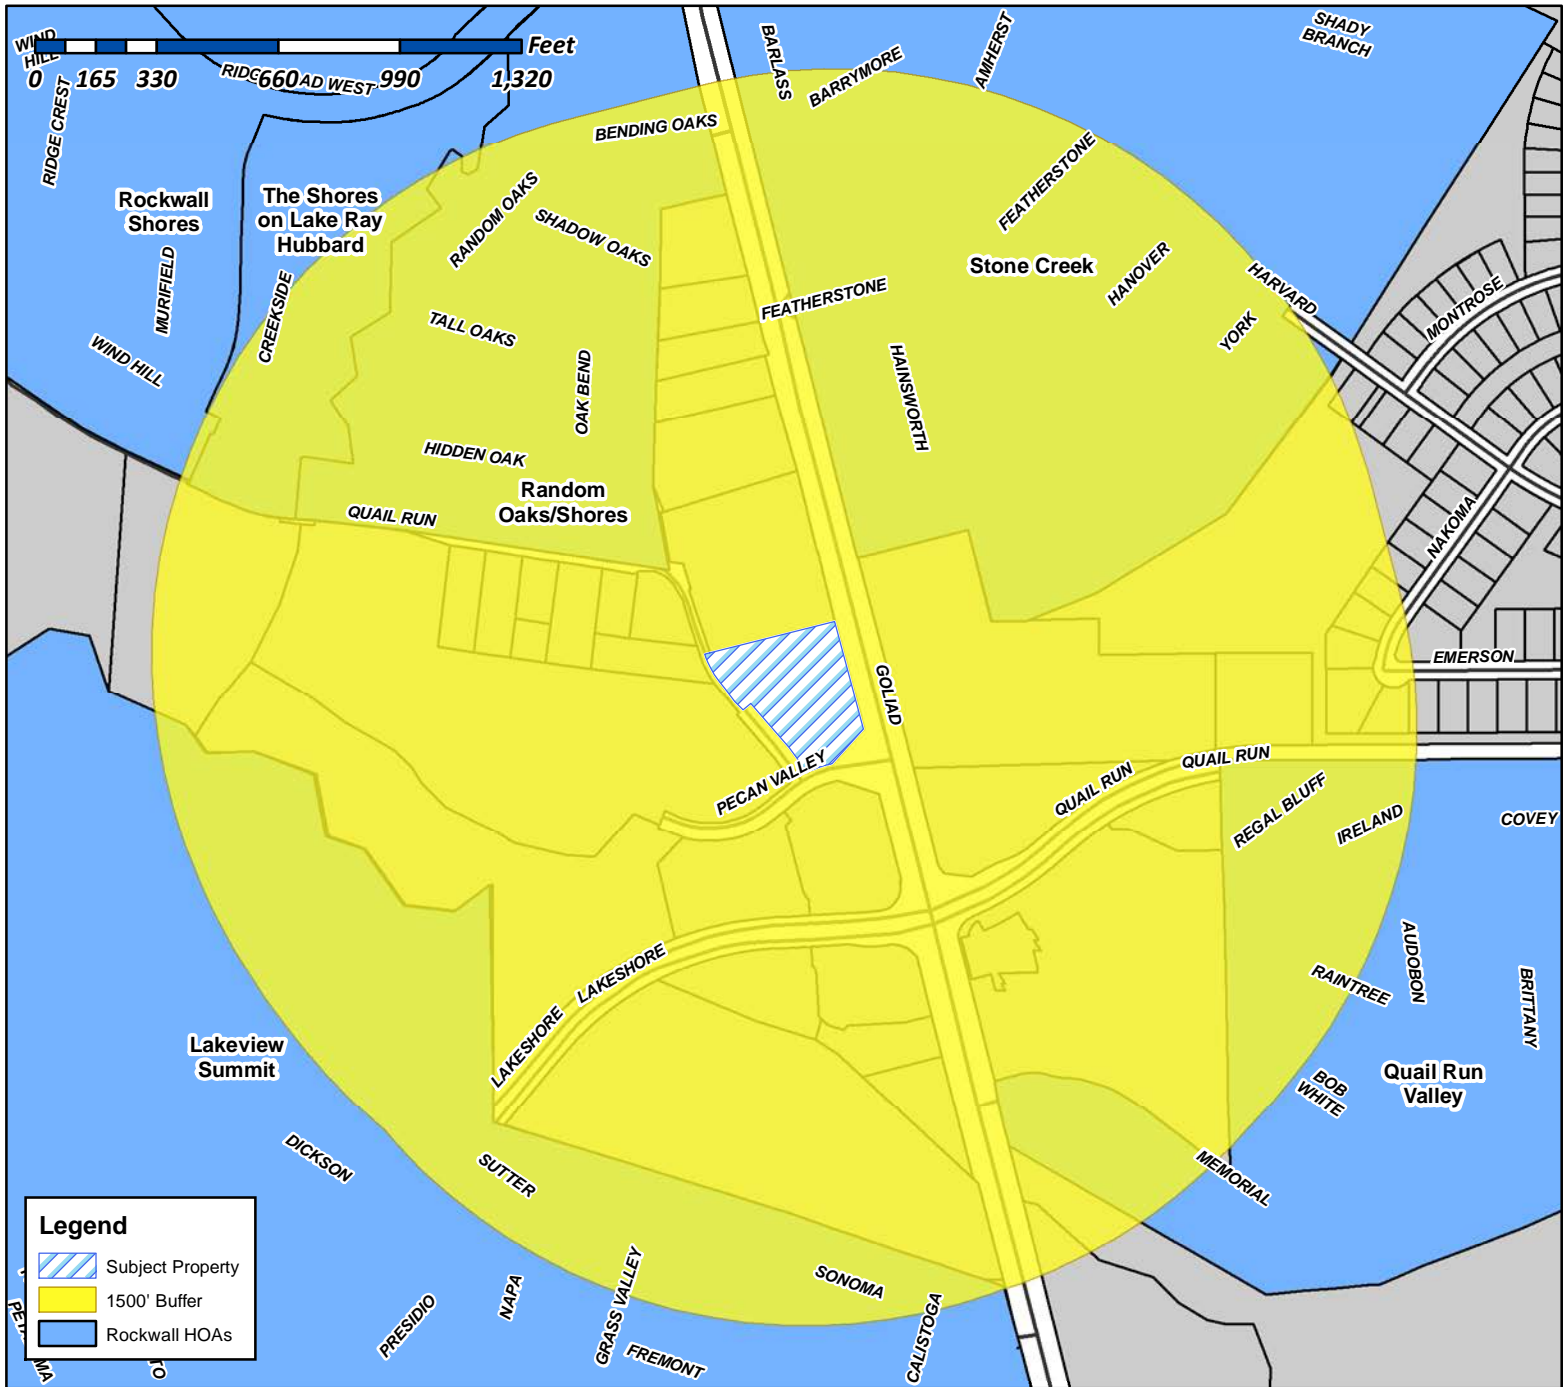 WIND
HILL
Feet
0 165 330 660 990 1,320
SHADY
BRANCH
BARLASS
BARRYMORE
AMHERST
RIDGE CREST
BENDING OAKS
FEATHERSTONE
Rockwall
Shores
The Shores
on Lake Ray
Hubbard
RANDOM OAKS
SHADOW OAKS
Stone Creek
HANOVER
HARVARD
MONTROSE
MURIFIELD
CREEKSIDE
FEATHERSTONE
YORK
WIND HILL
TALL OAKS
OAK BEND
HAINSWORTH
HIDDEN OAK
Random
Oaks/Shores
QUAIL RUN
NAKOMA
EMERSON
GOLIAD
PECAN VALLEY
QUAIL RUN
QUAIL RUN
REGAL BLUFF
IRELAND
COVEY
LAKESHORE
LAKESHORE
AUDOBON
RAINTREE
BRITTANY
Lakeview
Summit
BOB
WHITE
Quail Run
Valley
DICKSON
SUTTER
MEMORIAL
Legend
Subject Property
1500' Buffer
Rockwall HOAs
PRESIDIO
NAPA
GRASS VALLEY
SONOMA
CALISTOGA
FREMONT